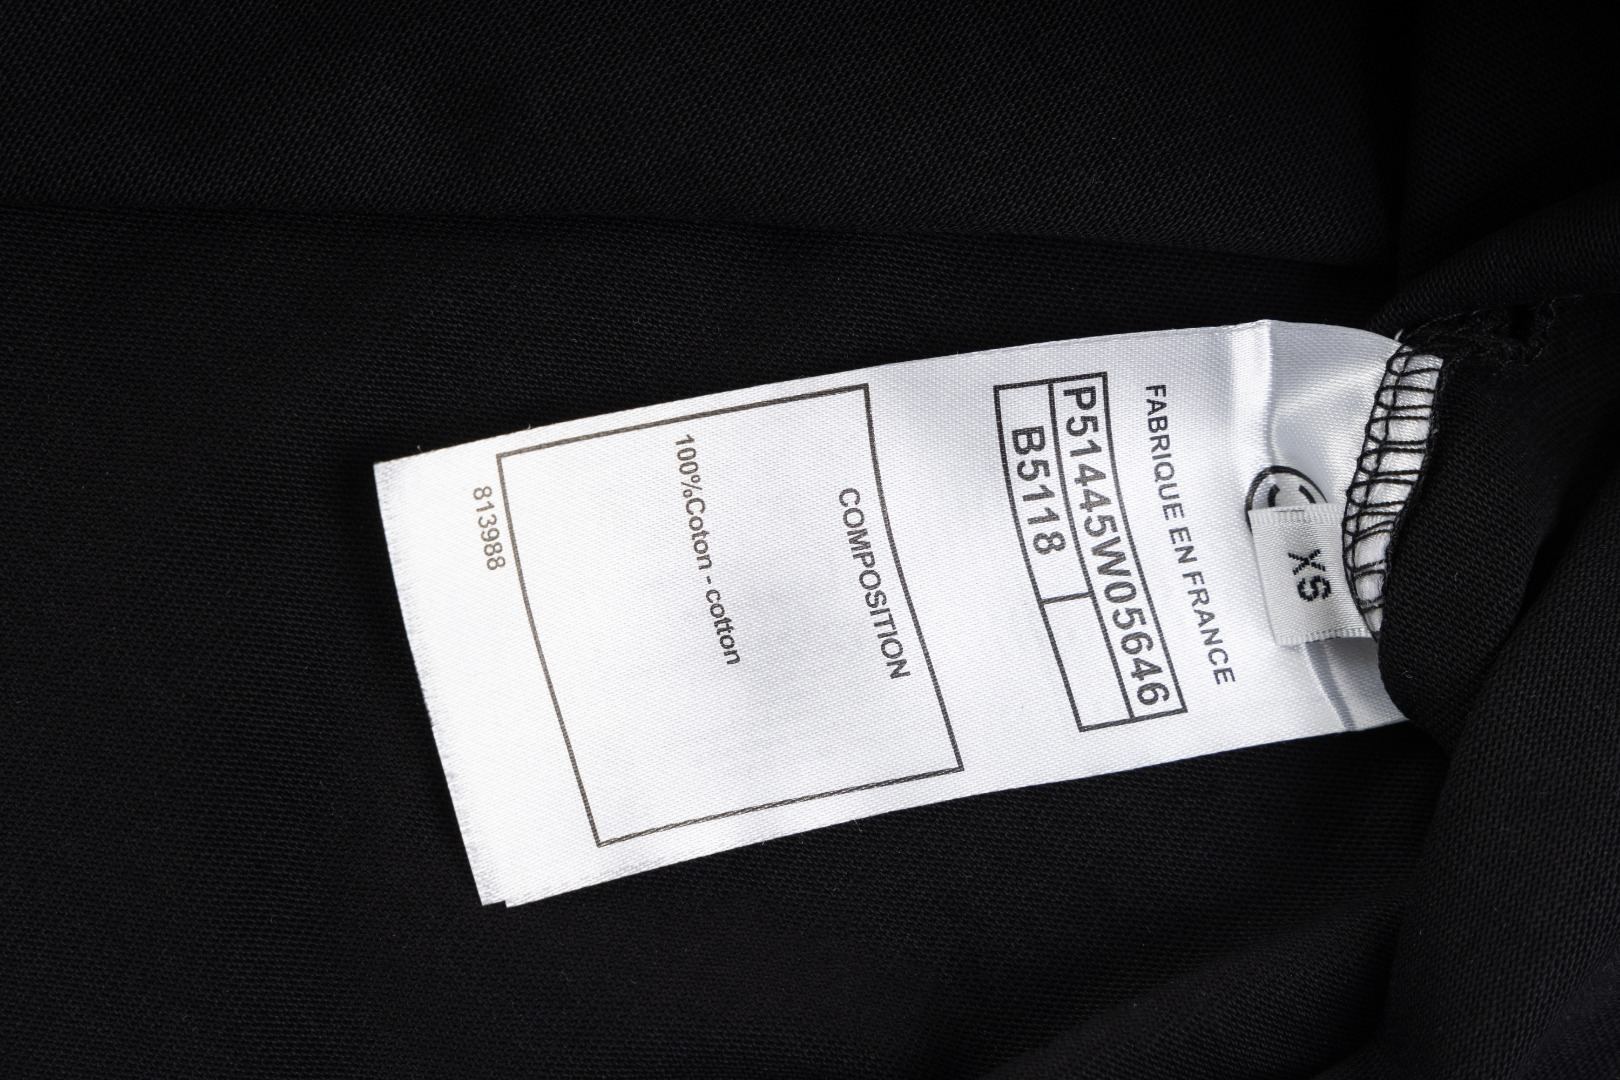 XS
FABRIQUE EN FRANCE
P51445W05646
B5118
COMPOSITION
100%Coton - cotton
813988